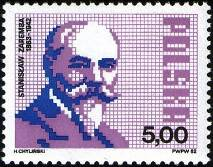 STANISŁAW ZAREMBA
1863-1942
POLSKA
5,00
H.CHYLIŃSKI
PWPW 82